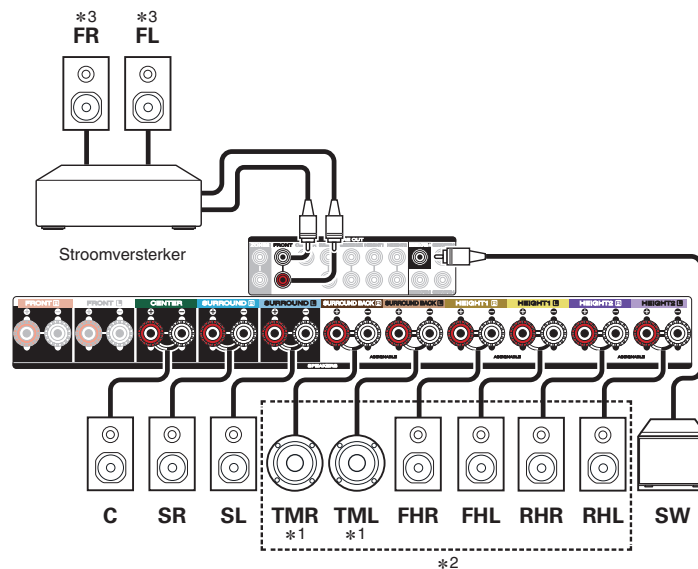 *3 *3
FR FL
Stroomversterker
FRONT
FRONT R FRONT L CENTER SURROUND R SURROUND L SURROUND BACK R SURROUND BACK L HEIGHT1 R HEIGHT1 L HEIGHT2 R HEIGHT2 L
ASSIGNABLE ASSIGNABLE ASSIGNABLE
SPEAKERS
C SR SL TMR TML FHR FHL RHR RHL SW
*1 *1
*2